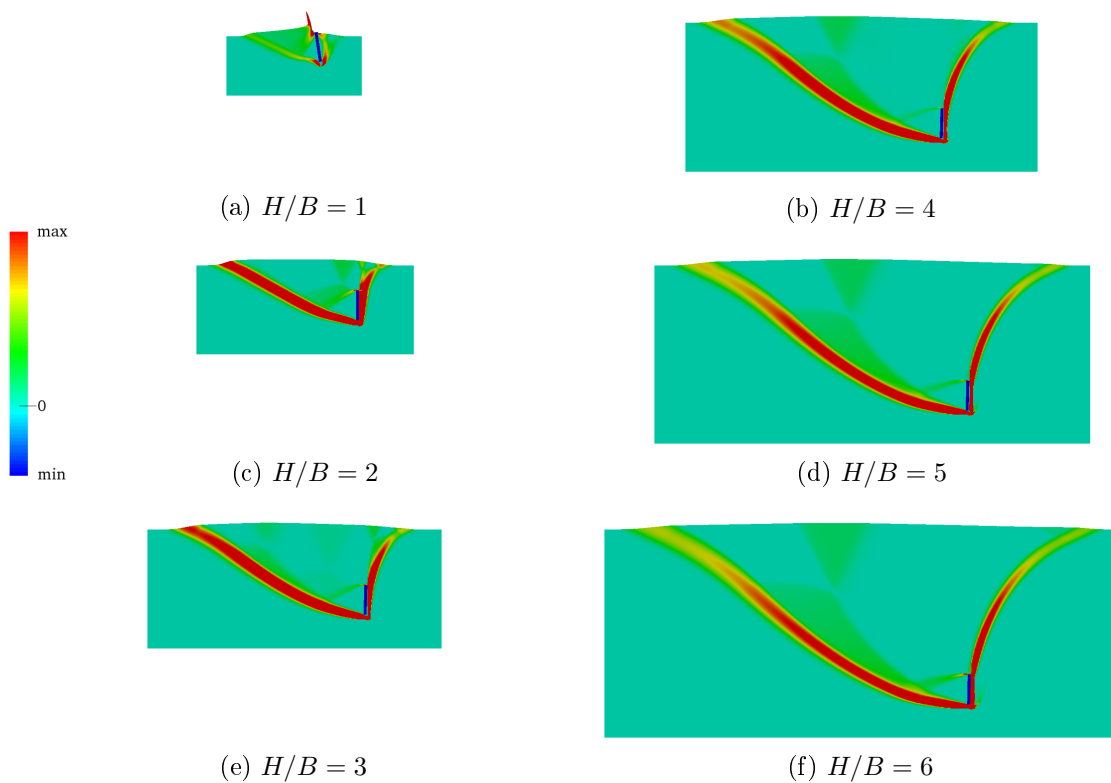 (a) H/B = 1
(b) H/B = 4
max
0
min
(c) H/B = 2
(d) H/B = 5
(e) H/B = 3
(f) H/B = 6